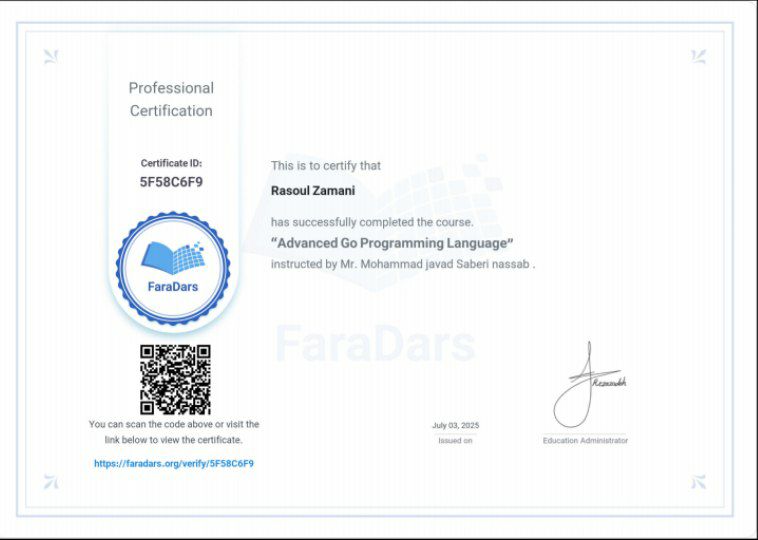 Professional
Certification
Certificate ID:
5F58C6F9
FaraDars
You can scan the code above or visit the
link below to view the certificate.
https://faradars.org/verify/5F58C6F9
This is to certify that
Rasoul Zamani
has successfully completed the course.
“Advanced Go Programming Language”
instructed by Mr. Mohammad javad Saberi nassab .
FaraDars
July 03, 2025
Issued on
Education Administrator